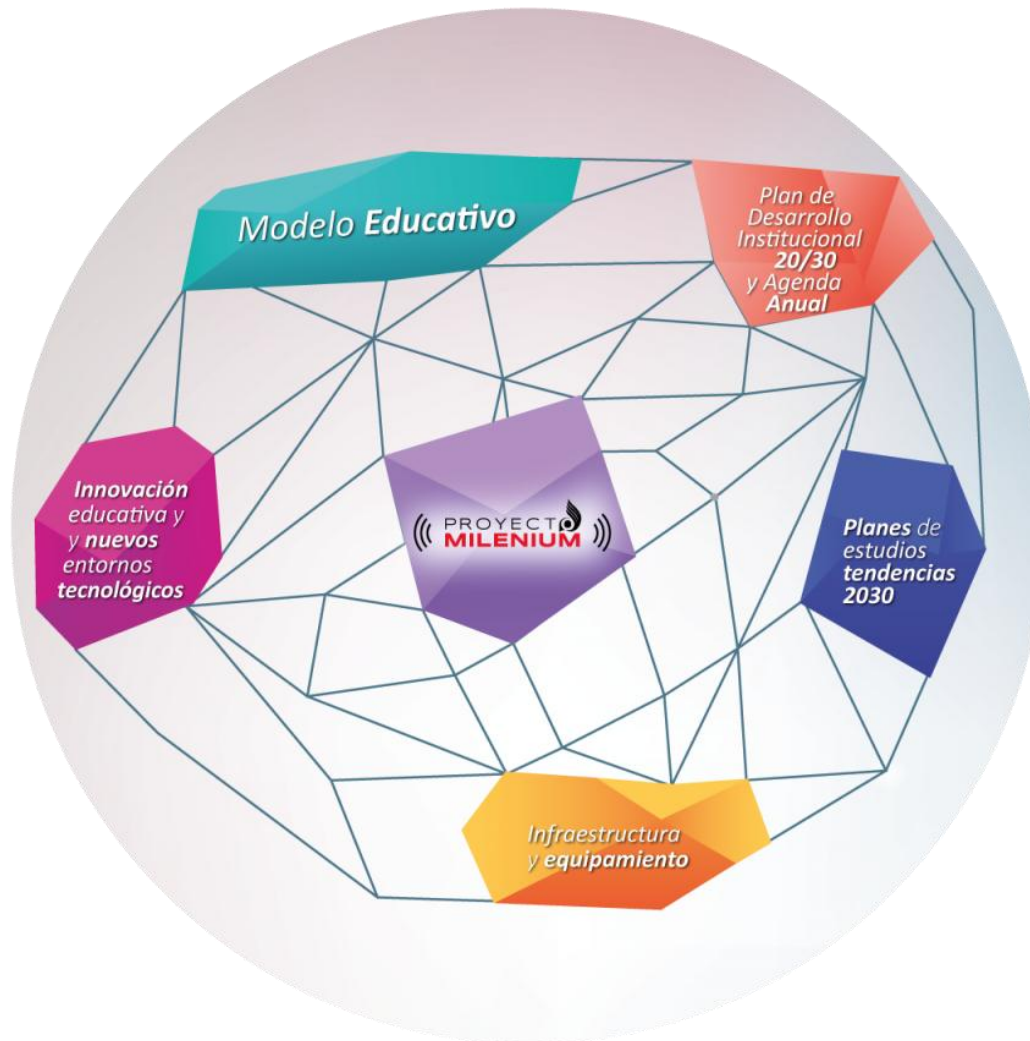 Modelo Educativo
Plan de
Desarrollo
Institucional
20/30
y Agenda
Anual
Innovación
educativa y
y nuevos
entornos
tecnológicos
PROYECTO
MILENIUM
Planes de
estudios
tendencias
2030
Infraestructura
y equipamiento